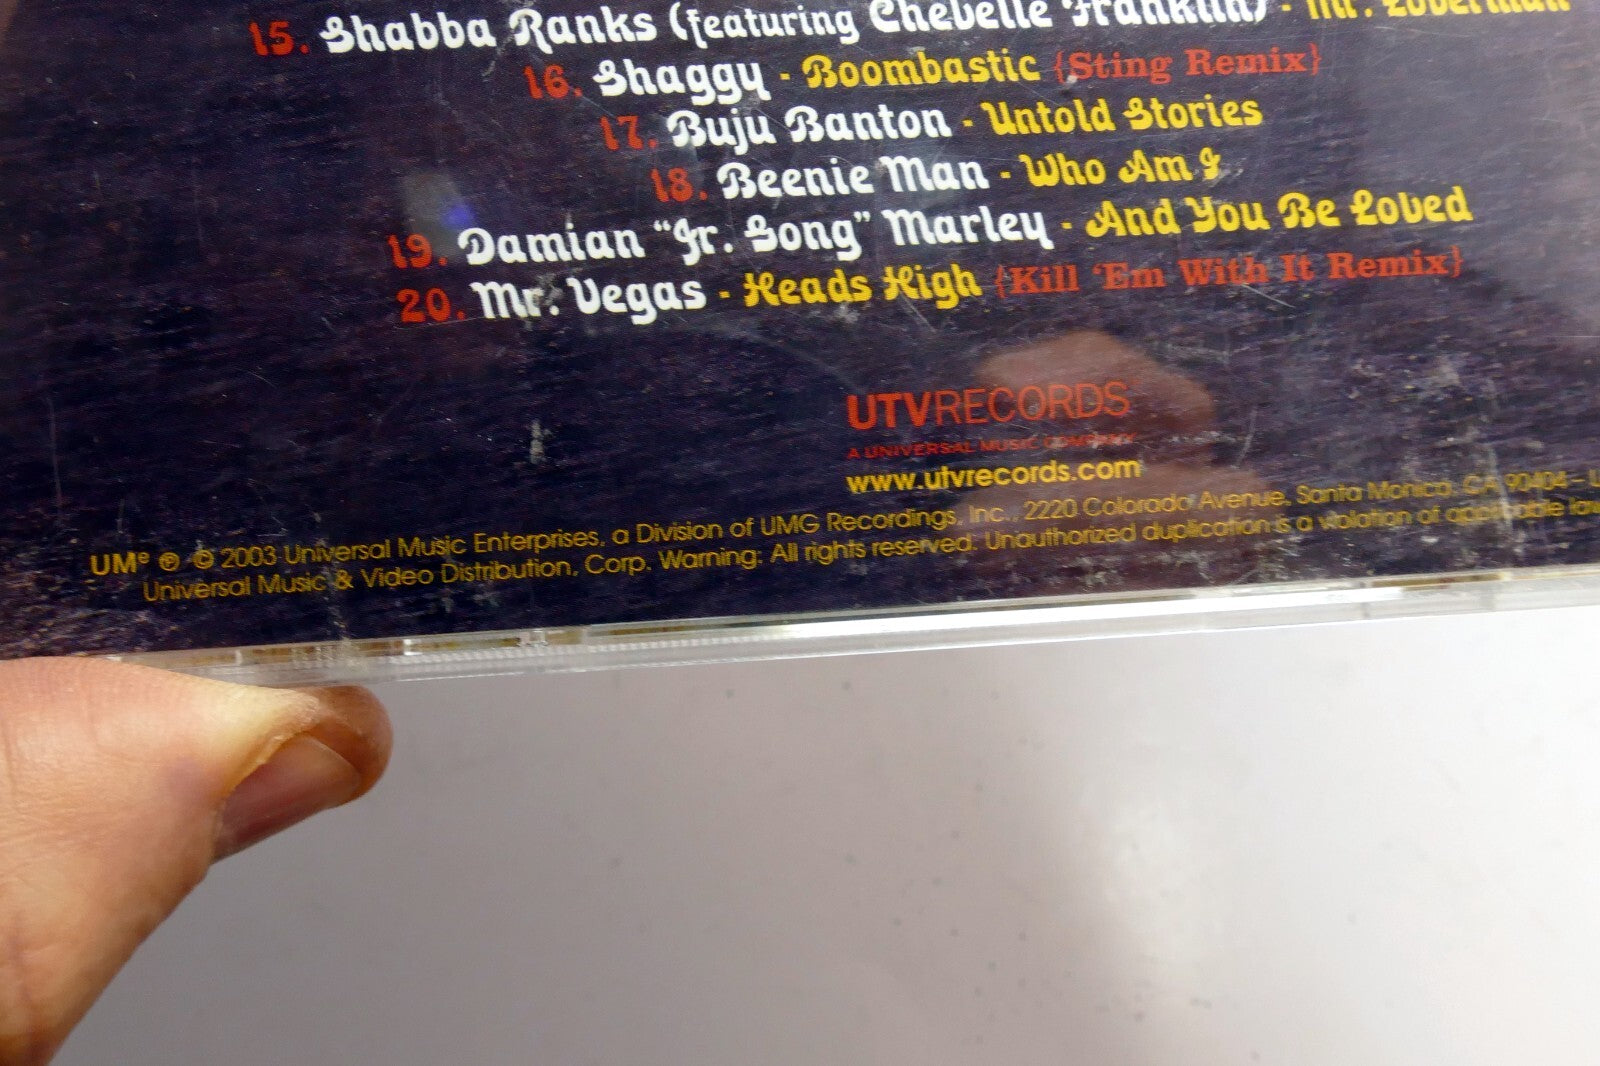 15. Shabba Ranks (featuring Chevelle Franklin) - Mr. Loverman
16. Shaggy - Boombastic {Sting Remix}
17. Buju Banton - Untold Stories
18. Beenie Man - Who Am I
19. Damian “Jr. Gong” Marley - And You Be Loved
20. Mr. Vegas - Heads High {Kill ‘Em With It Remix}
UTVRECORDS
A UNIVERSAL MUSIC COMPANY
www.utvrecords.com
UMe ℗ © 2003 Universal Music Enterprises, a Division of UMG Recordings, Inc., 2220 Colorado Avenue, Santa Monica, CA 90404 –
Universal Music & Video Distribution, Corp. Warning: All rights reserved. Unauthorized duplication is a violation of applicable law